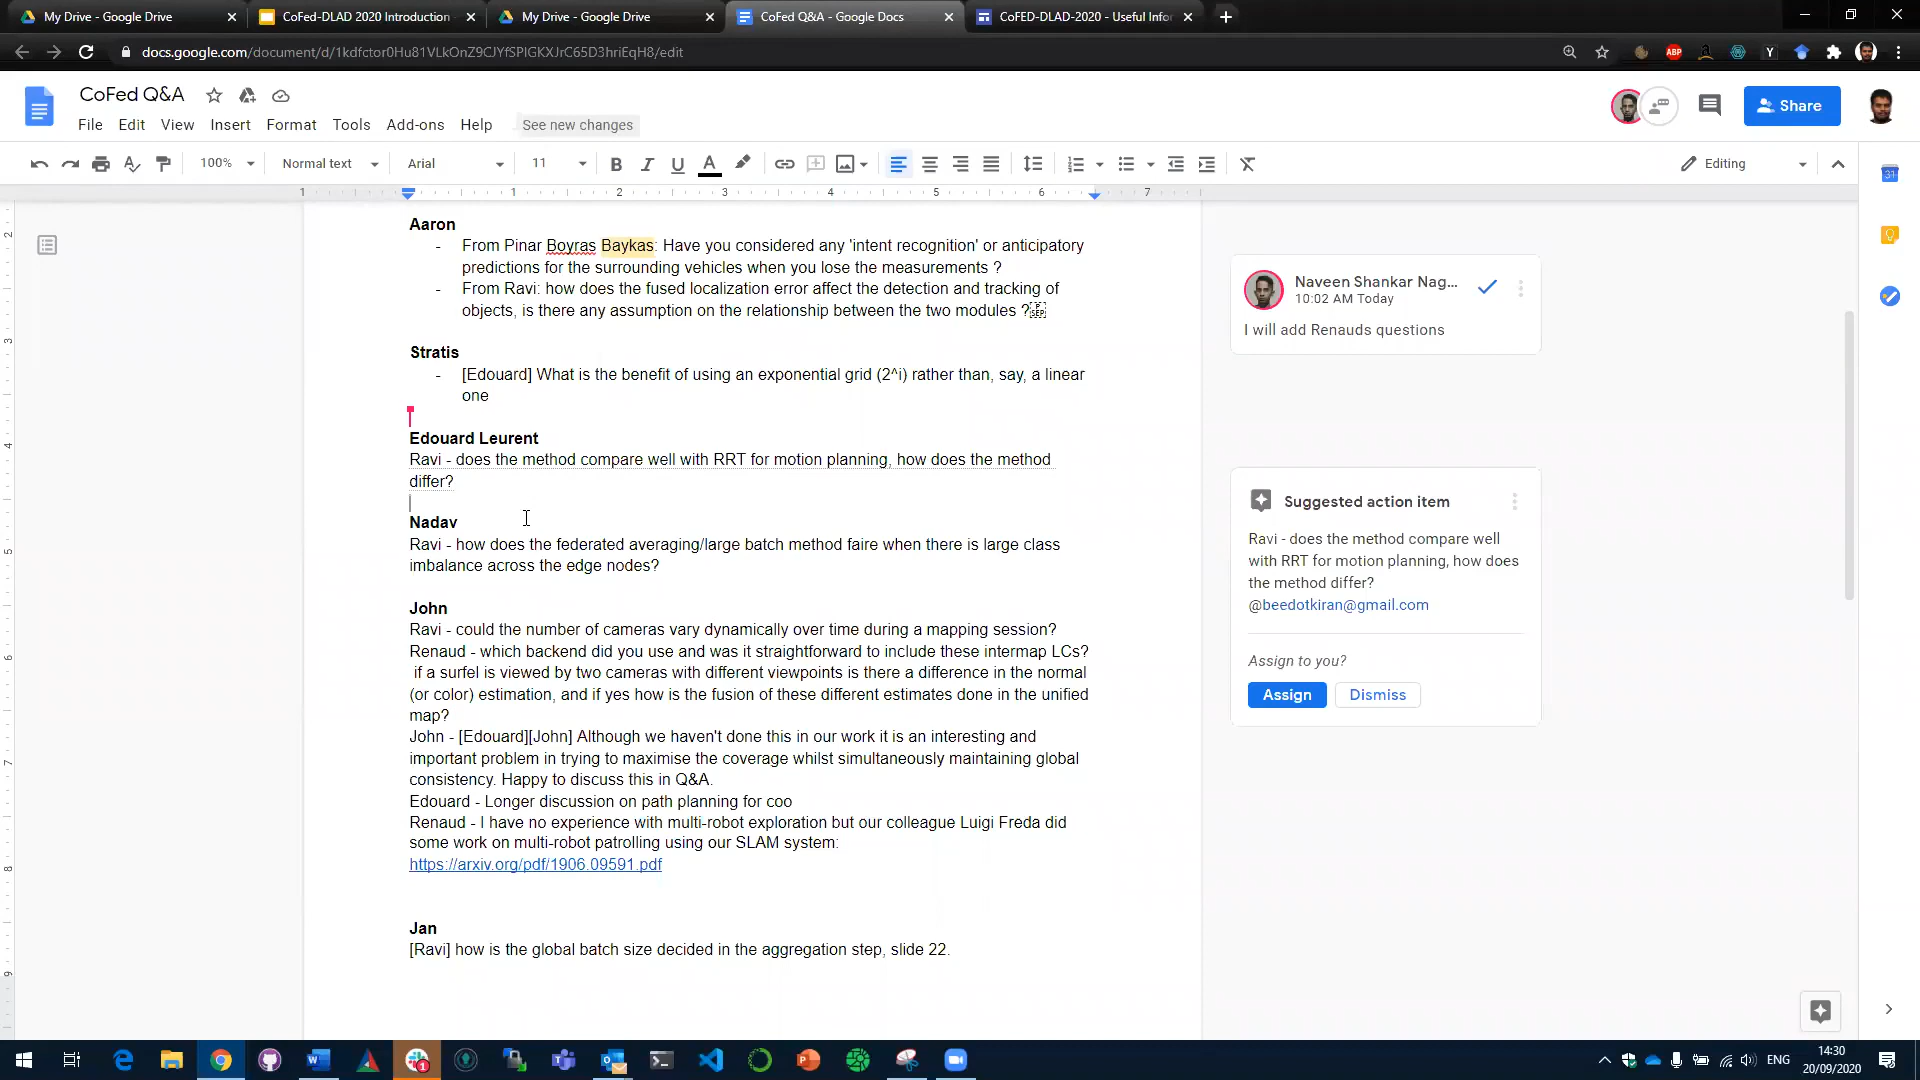 My Drive - Google Drive
CoFed-DLAD 2020 Introduction
My Drive - Google Drive
CoFed Q&A - Google Docs
CoFED-DLAD-2020 - Useful Infor
docs.google.com/document/d/1kdfctor0Hu81VLkOnZ9CJYfSPIGKXJrC65D3hriEqH8/edit
ABP
Y
CoFed Q&A
Share
File Edit View Insert Format Tools Add-ons Help See new changes
100% Normal text Arial 11 B I U A Editing
1 1 2 3 4 5 6 7
31
Aaron
- From Pinar Boyras Baykas: Have you considered any 'intent recognition' or anticipatory
predictions for the surrounding vehicles when you lose the measurements ?
- From Ravi: how does the fused localization error affect the detection and tracking of
objects, is there any assumption on the relationship between the two modules ?
Stratis
- [Edouard] What is the benefit of using an exponential grid (2^i) rather than, say, a linear
one
Edouard Leurent
Ravi - does the method compare well with RRT for motion planning, how does the method
differ?
Nadav
Ravi - how does the federated averaging/large batch method faire when there is large class
imbalance across the edge nodes?
John
Ravi - could the number of cameras vary dynamically over time during a mapping session?
Renaud - which backend did you use and was it straightforward to include these intermap LCs?
if a surfel is viewed by two cameras with different viewpoints is there a difference in the normal
(or color) estimation, and if yes how is the fusion of these different estimates done in the unified
map?
John - [Edouard][John] Although we haven't done this in our work it is an interesting and
important problem in trying to maximise the coverage whilst simultaneously maintaining global
consistency. Happy to discuss this in Q&A.
Edouard - Longer discussion on path planning for coo
Renaud - I have no experience with multi-robot exploration but our colleague Luigi Freda did
some work on multi-robot patrolling using our SLAM system:
https://arxiv.org/pdf/1906.09591.pdf
Jan
[Ravi] how is the global batch size decided in the aggregation step, slide 22.
Naveen Shankar Nag...
10:02 AM Today
I will add Renauds questions
Suggested action item
Ravi - does the method compare well
with RRT for motion planning, how does
the method differ?
@beedotkiran@gmail.com
Assign to you?
Assign Dismiss
2
3
4
5
6
7
8
9
ENG
14:30
20/09/2020